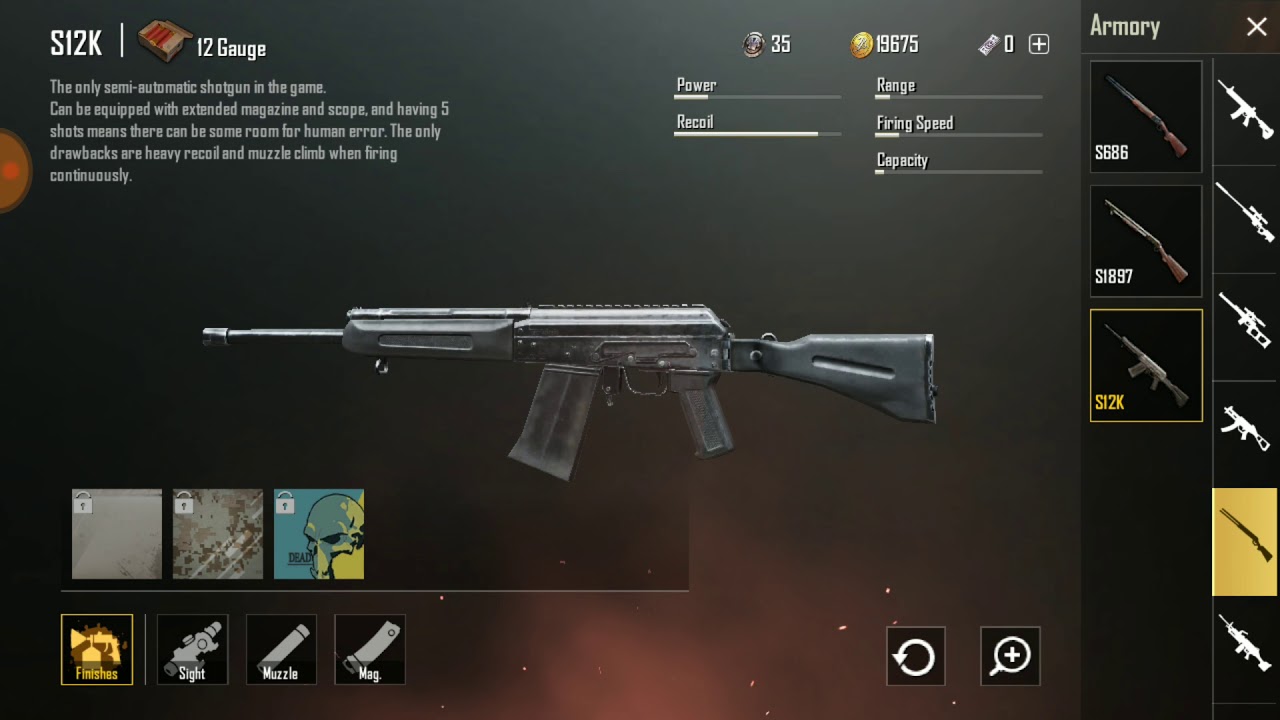 S12K
12 Gauge
35
19675
0
Armory
The only semi-automatic shotgun in the game.
Can be equipped with extended magazine and scope, and having 5
shots means there can be some room for human error. The only
drawbacks are heavy recoil and muzzle climb when firing
continuously.
Power
Recoil
Range
Firing Speed
Capacity
S686
S1897
S12K
DEAD
Finishes
Sight
Muzzle
Mag.